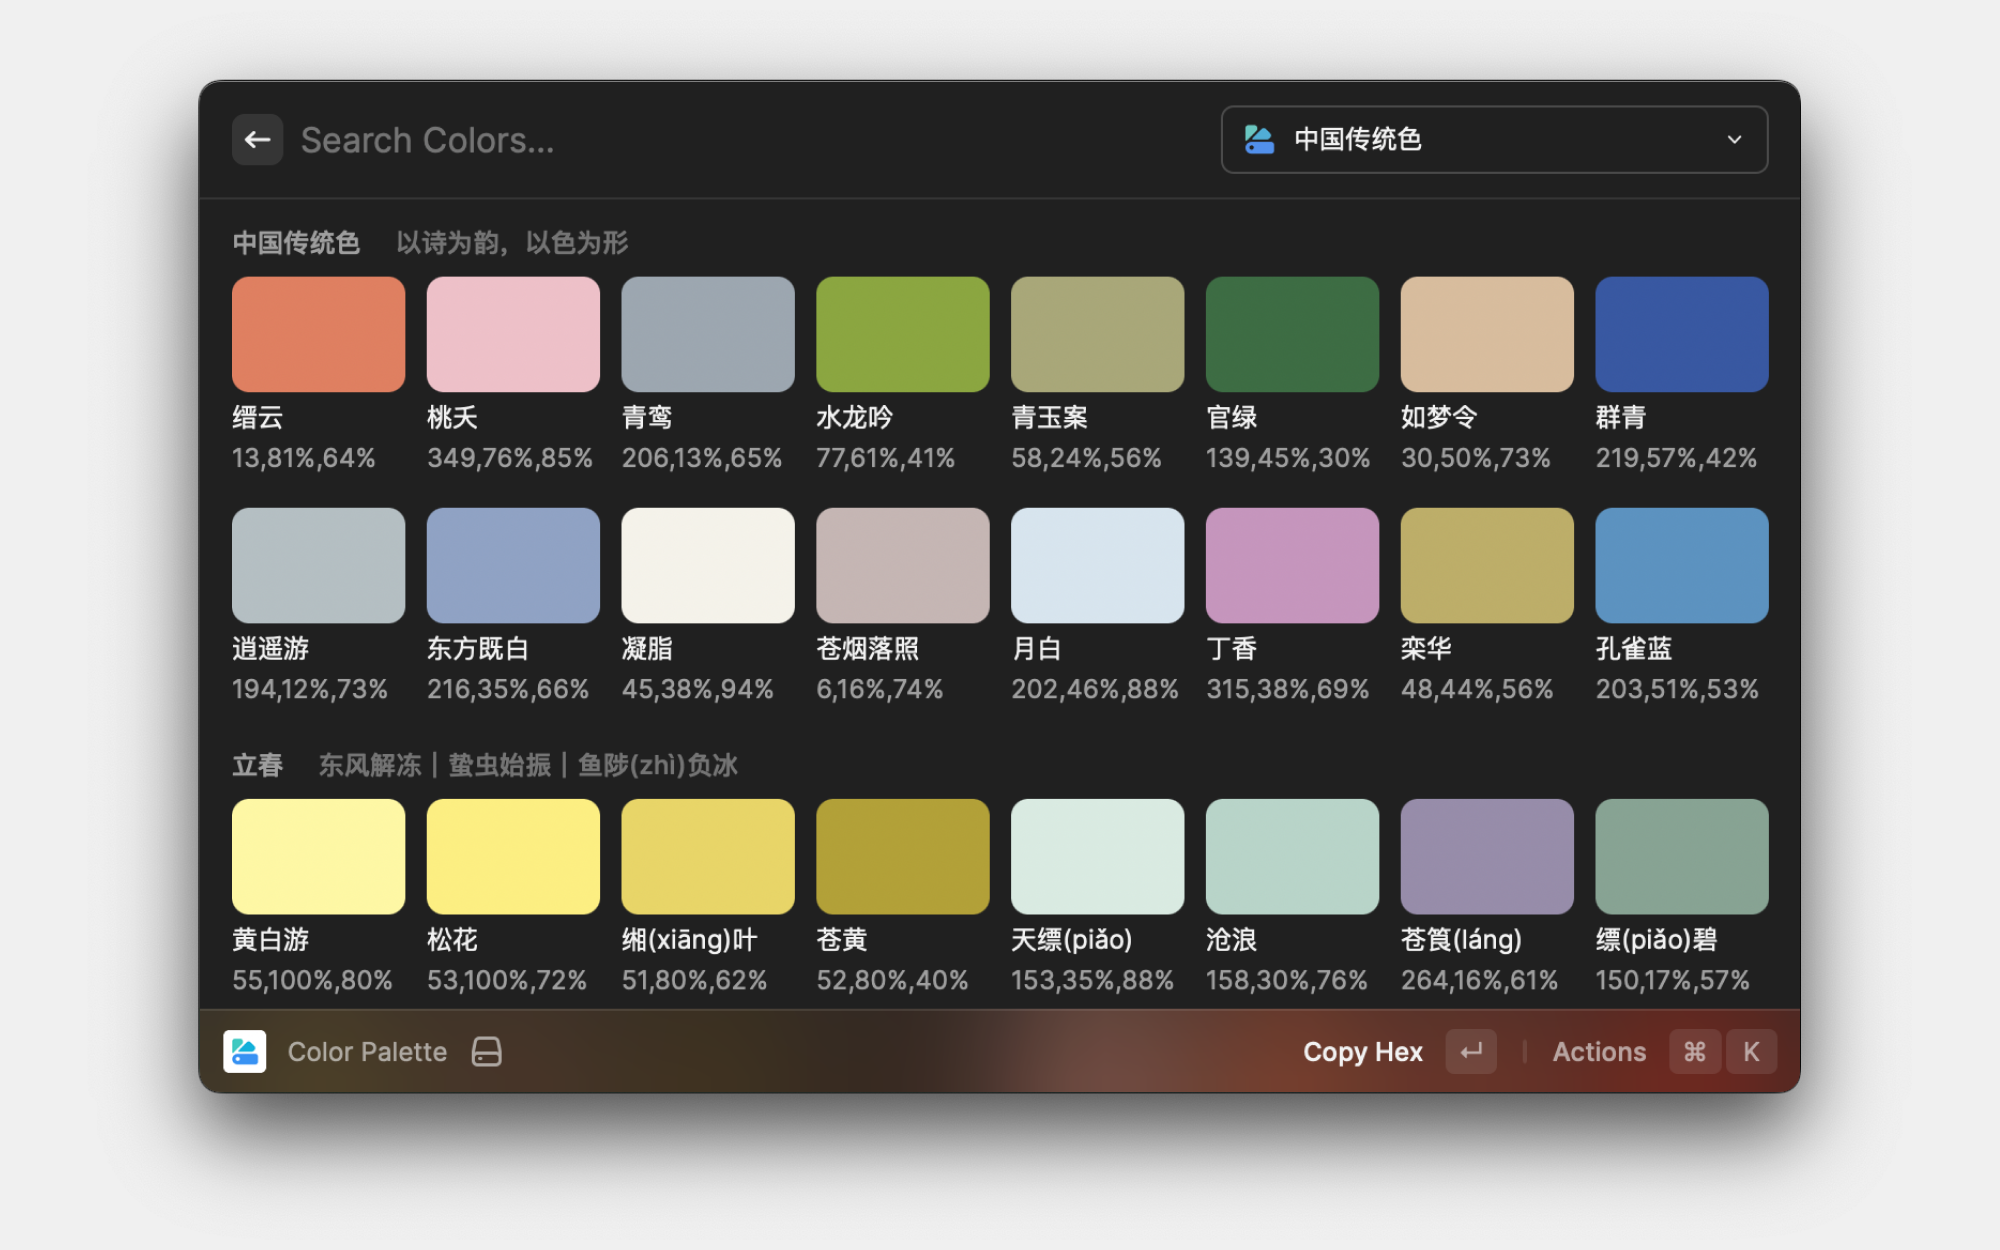 Search Colors...
中国传统色
中国传统色 以诗为韵，以色为形
缙云 桃夭 青鸾 水龙吟 青玉案 官绿 如梦令 群青
13,81%,64% 349,76%,85% 206,13%,65% 77,61%,41% 58,24%,56% 139,45%,30% 30,50%,73% 219,57%,42%
逍遥游 东方既白 凝脂 苍烟落照 月白 丁香 栾华 孔雀蓝
194,12%,73% 216,35%,66% 45,38%,94% 6,16%,74% 202,46%,88% 315,38%,69% 48,44%,56% 203,51%,53%
立春 东风解冻 | 蛰虫始振 | 鱼陟(zhì)负冰
黄白游 松花 缃(xiāng)叶 苍黄 天缥(piǎo) 沧浪 苍筤(láng) 缥(piǎo)碧
55,100%,80% 53,100%,72% 51,80%,62% 52,80%,40% 153,35%,88% 158,30%,76% 264,16%,61% 150,17%,57%
Color Palette Copy Hex ↵ | Actions ⌘ K